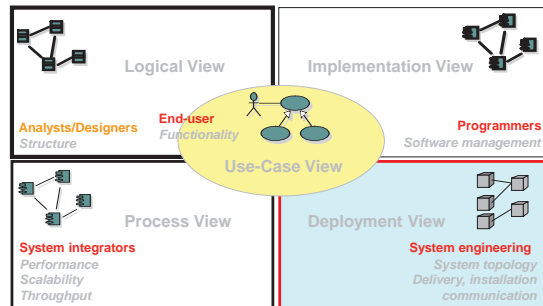 Logical View
Implementation View
Analysts/Designers
Structure
End-user
Functionality
Programmers
Software management
Use-Case View
Process View
Deployment View
System integrators
Performance
Scalability
Throughput
System engineering
System topology
Delivery, installation
communication